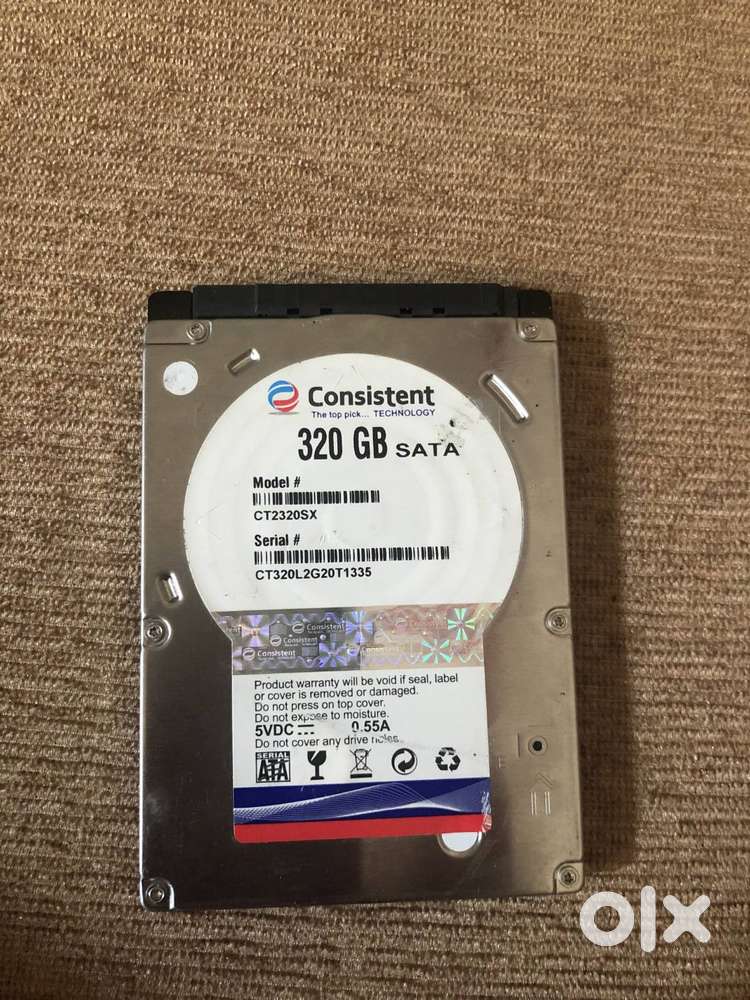 Consistent
The top pick... TECHNOLOGY
320 GB SATA
Model #
CT2320SX
Serial #
CT320L2G20T1335
Consistent
Consistent
Consistent
Consistent
Consistent
Product warranty will be void if seal, label
or cover is removed or damaged.
Do not press on top cover.
Do not expose to moisture.
5VDC 0.55A
Do not cover any drive holes.
SERIAL
ATA
olx